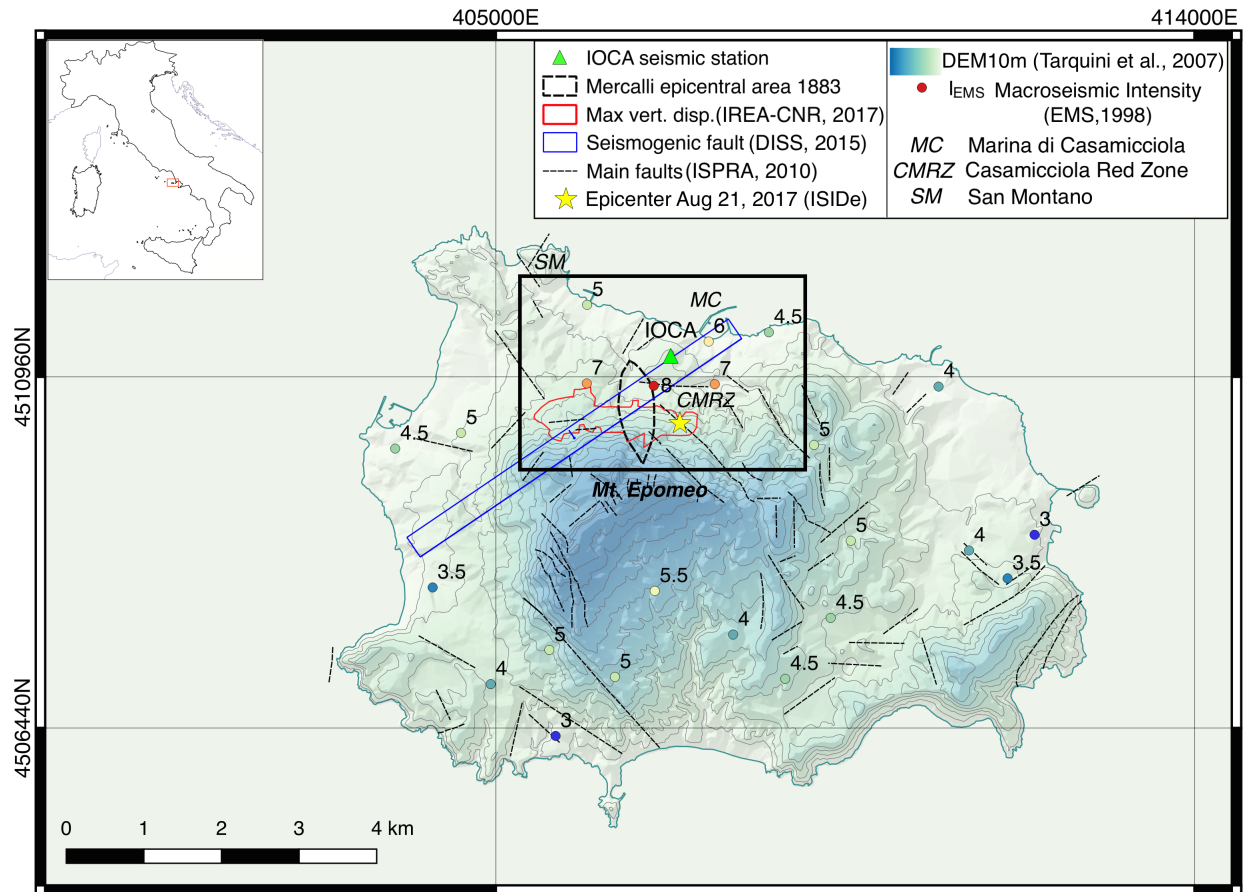 405000E
414000E
IOCA seismic station
Mercalli epicentral area 1883
Max vert. disp.(IREA-CNR, 2017)
Seismogenic fault (DISS, 2015)
Main faults (ISPRA, 2010)
Epicenter Aug 21, 2017 (ISIDe)
DEM10m (Tarquini et al., 2007)
IEMS Macroseismic Intensity
(EMS,1998)
MC Marina di Casamicciola
CMRZ Casamicciola Red Zone
SM San Montano
SM
5
MC
4.5
IOCA
6
4510960N
7
8
7
4
CMRZ
5
4.5
5
Mt. Epomeo
5
4
3
3.5
3.5
5.5
4.5
4
5
5
4.5
4
3
4506440N
0
1
2
3
4 km